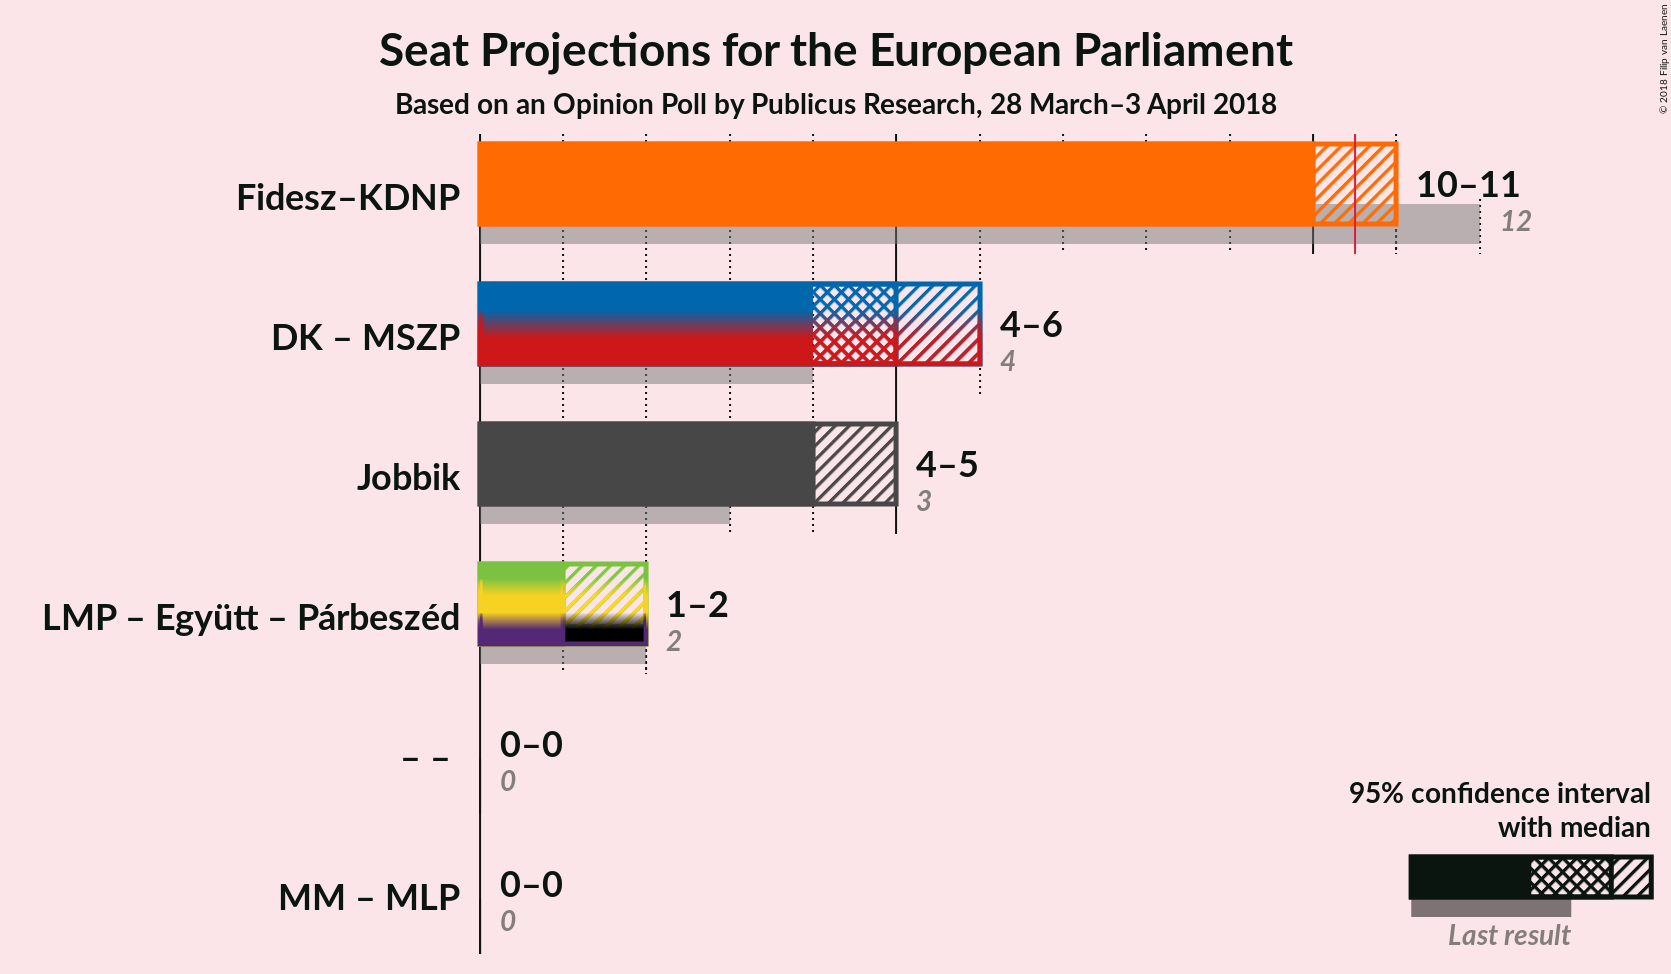 Seat Projections for the European Parliament
Based on an Opinion Poll by Publicus Research, 28 March–3 April 2018
© 2018 Filip van Laenen
Fidesz–KDNP
10–11
12
DK – MSZP
4–6
4
Jobbik
4–5
3
LMP – Együtt – Párbeszéd
1–2
2
– –
0–0
0
MM – MLP
0–0
0
95% confidence interval
with median
Last result